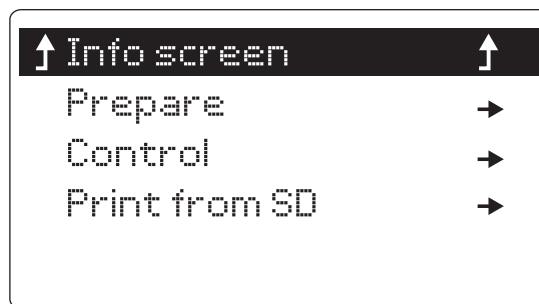 Info screen
Prepare
Control
Print from SD